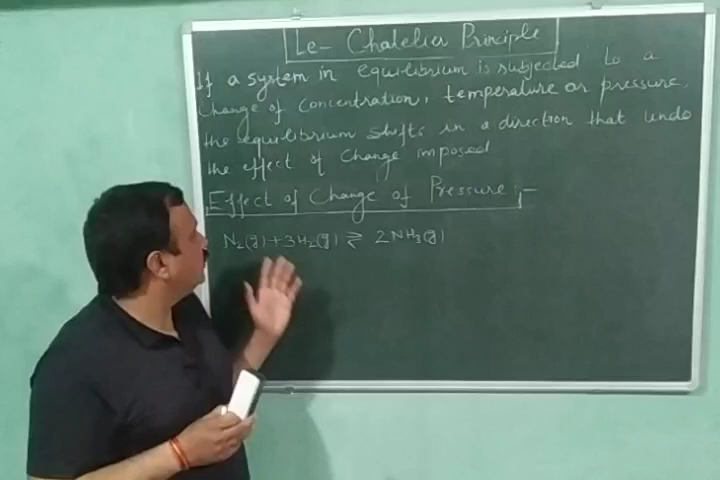 Le- Chatelier Principle
If a system in equilibrium is subjected to a
Change of Concentration, temperature or pressure,
the equilibrium shifts in a direction that undo
the effect of Change imposed
Effect of Change of Pressure:-
N₂(g)+3H₂(g) ⇌ 2NH₃(g)